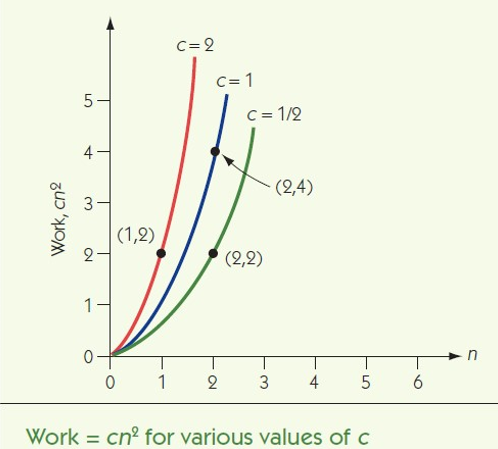 c = 2
c = 1
c = 1/2
5
4
(2,4)
3
(1,2)
2
(2,2)
1
0
n
0 1 2 3 4 5 6
Work, cn²
Work = cn² for various values of c